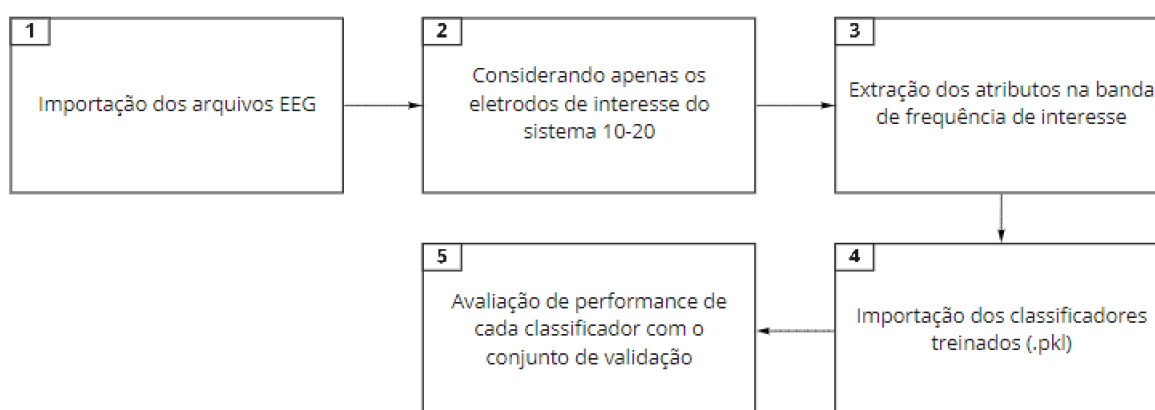 1
Importação dos arquivos EEG
2
Considerando apenas os
eletrodos de interesse do
sistema 10-20
3
Extração dos atributos na banda
de frequência de interesse
4
Importação dos classificadores
treinados (.pkl)
5
Avaliação de performance de
cada classificador com o
conjunto de validação